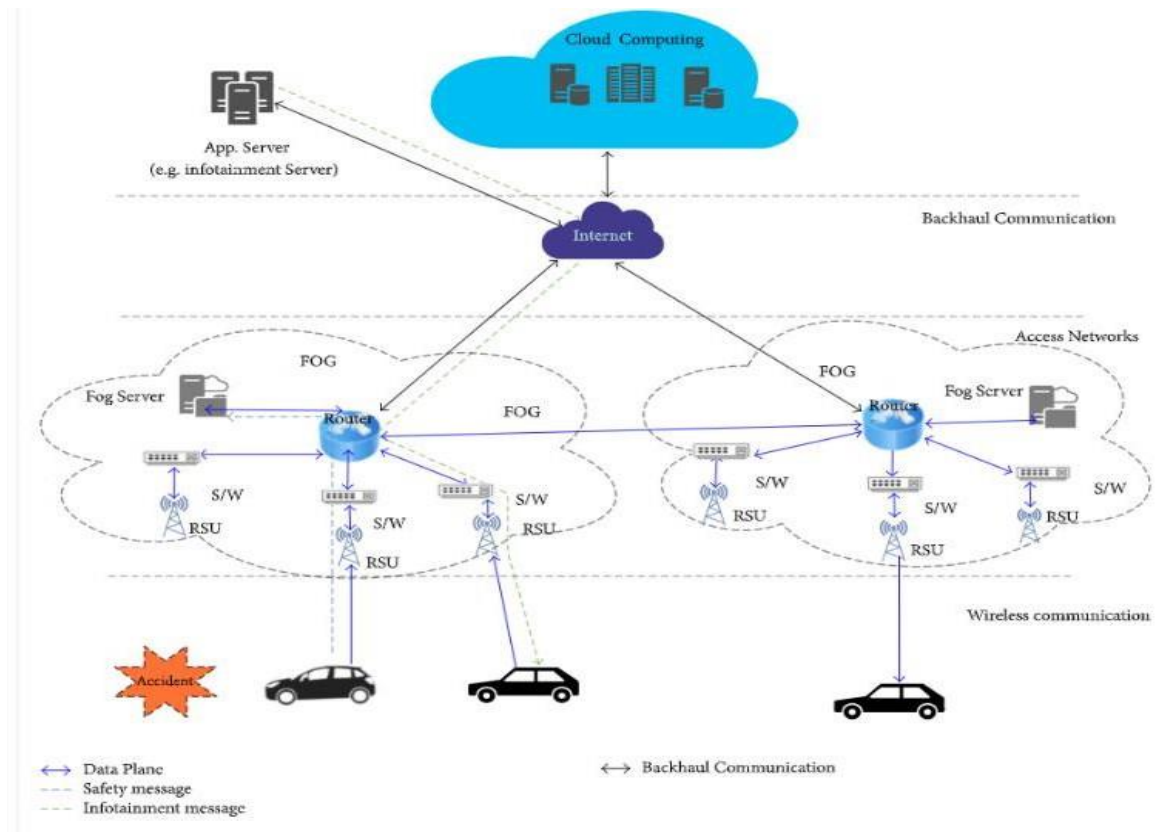 Cloud Computing
App. Server
(e.g. infotainment Server)
Backhaul Communication
Internet
Access Networks
FOG
FOG
Fog Server
Router
FOG
Router
Fog Server
S/W
RSU
S/W
RSU
S/W
RSU
S/W
RSU
S/W
RSU
S/W
RSU
Wireless communication
Accident
Data Plane
Safety message
Infotainment message
Backhaul Communication